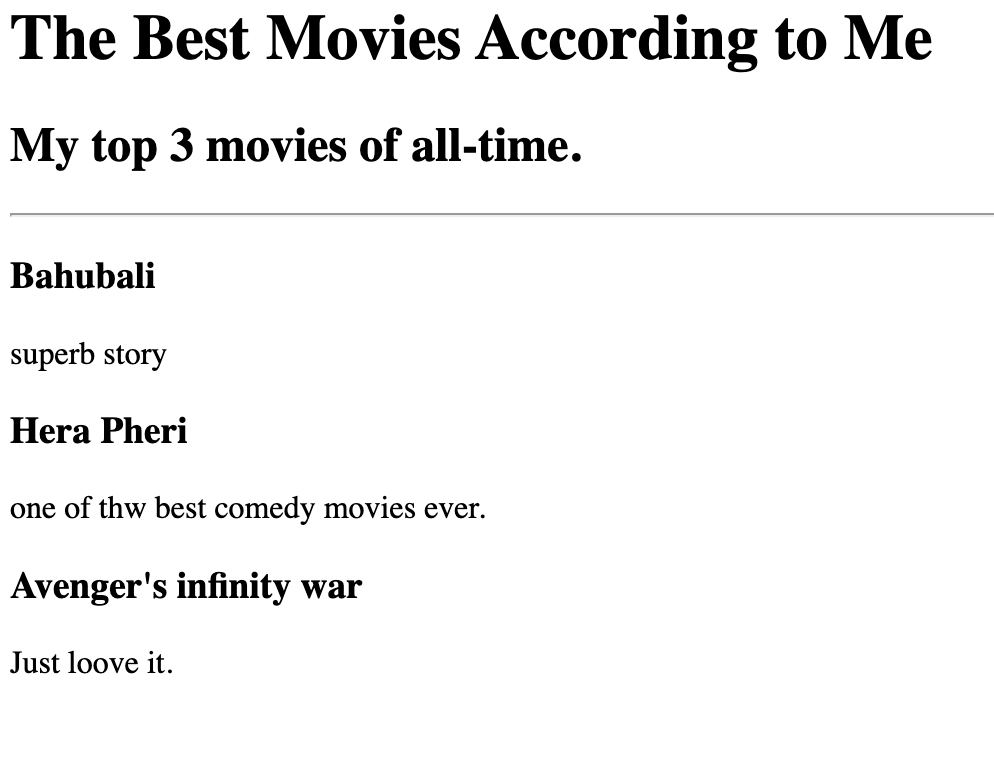 The Best Movies According to Me
My top 3 movies of all-time.
Bahubali
superb story
Hera Pheri
one of thw best comedy movies ever.
Avenger's infinity war
Just loove it.